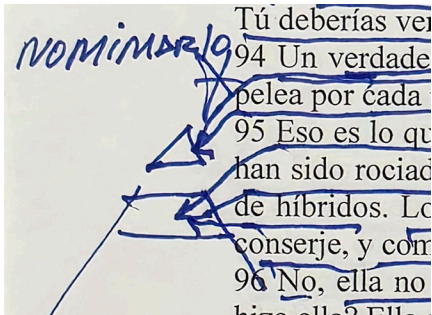 NOMINAR
Tú deberías ver
94 Un verdade
pelea por cada
95 Eso es lo qu
han sido rociad
de híbridos. Lo
conserje, y com
96 No, ella no